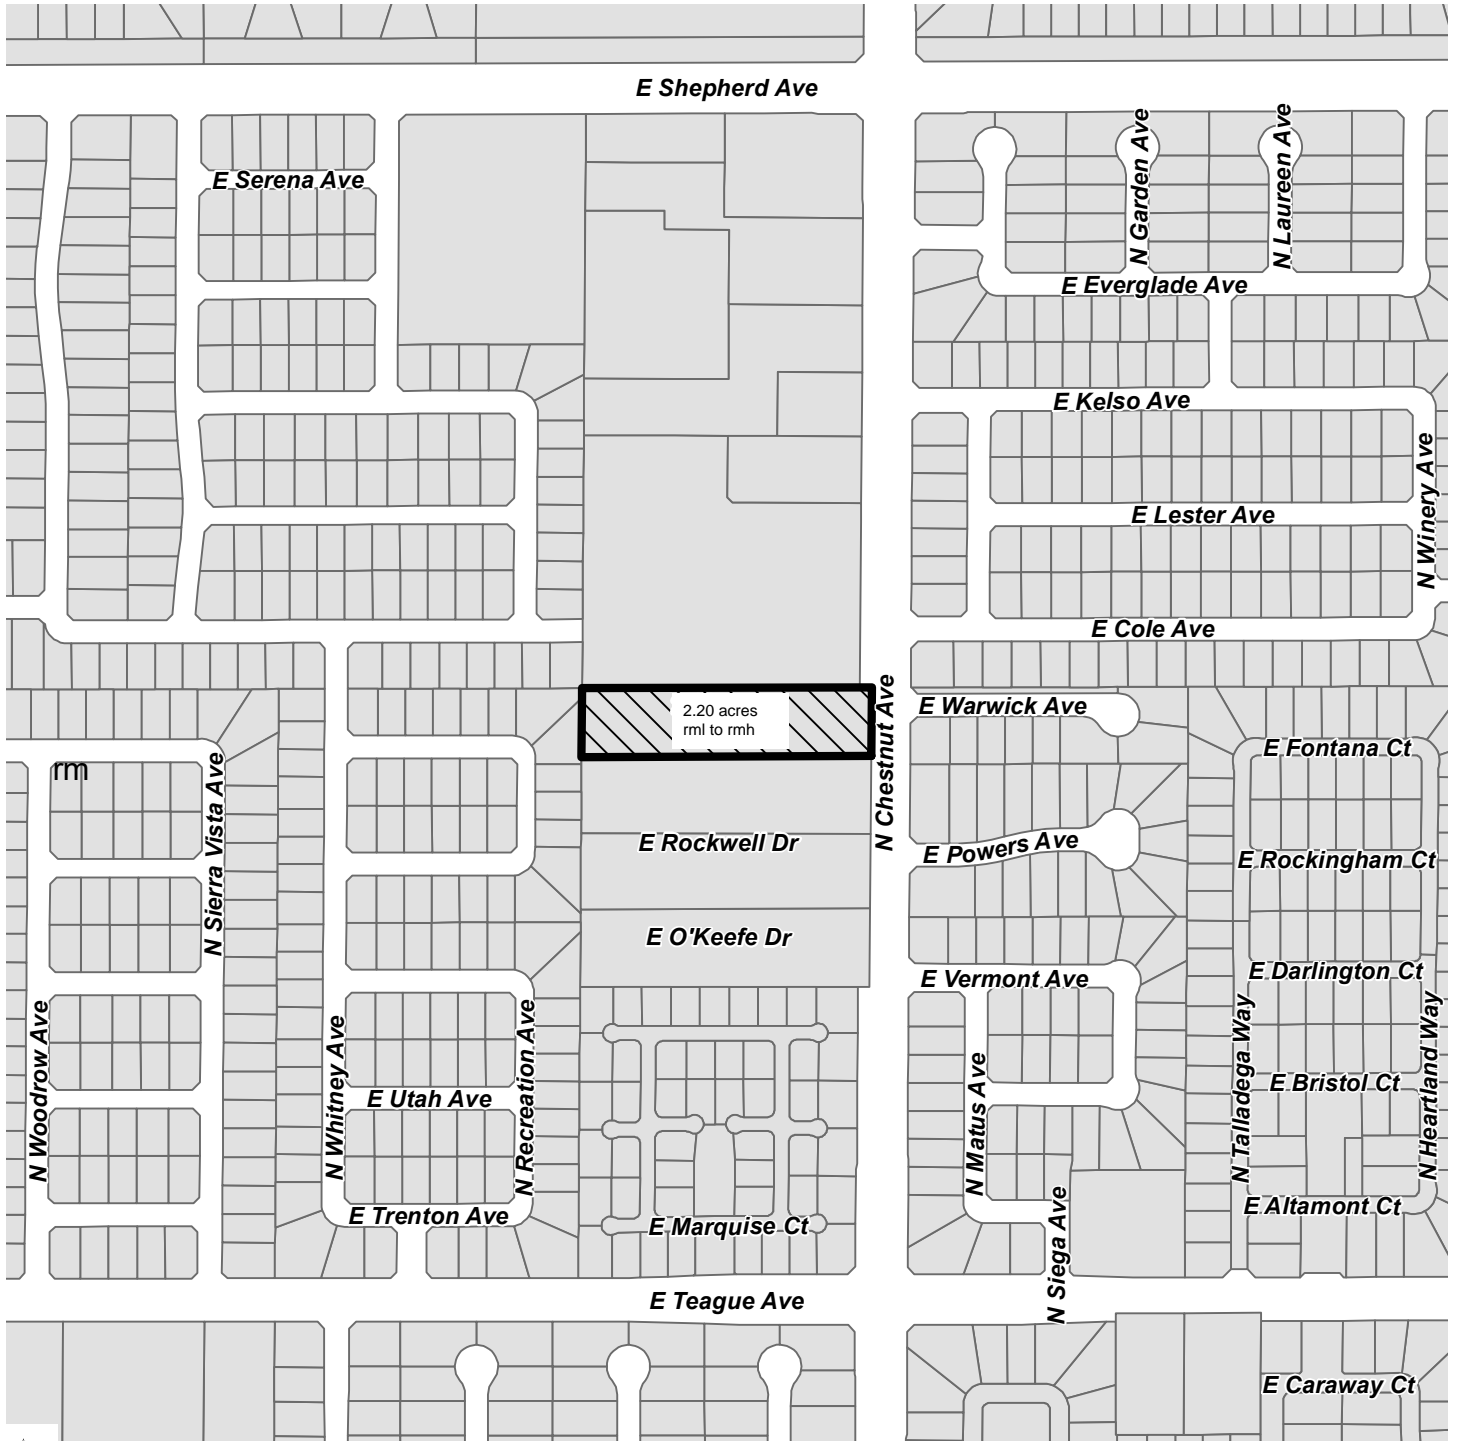 E Shepherd Ave
E Serena Ave
N Garden Ave
N Laureen Ave
E Everglade Ave
E Kelso Ave
N Winery Ave
E Lester Ave
E Cole Ave
E Warwick Ave
2.20 acres
rml to rmh
N Chestnut Ave
E Fontana Ct
rm
N Sierra Vista Ave
E Rockwell Dr
E Powers Ave
E Rockingham Ct
E O'Keefe Dr
E Vermont Ave
E Darlington Ct
N Woodrow Ave
N Whitney Ave
N Recreation Ave
N Matus Ave
N Talladega Way
N Heartland Way
E Utah Ave
E Bristol Ct
E Trenton Ave
E Marquise Ct
N Siega Ave
E Altamont Ct
E Teague Ave
E Caraway Ct